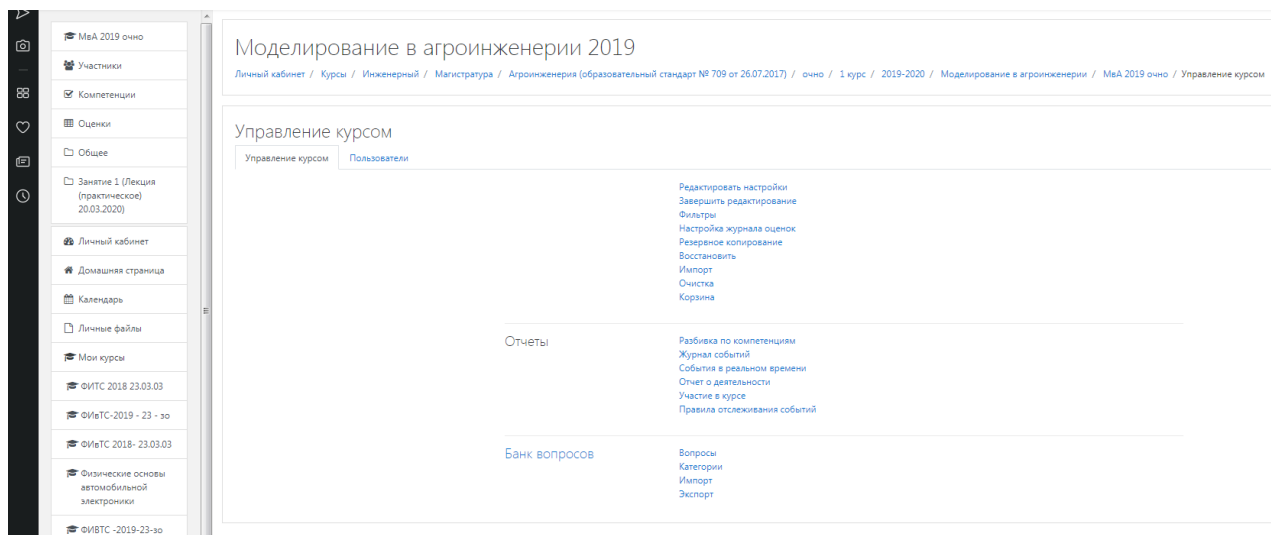 МвА 2019 очно
Участники
Компетенции
Оценки
Общее
Занятие 1 (Лекция
(практическое)
20.03.2020)
Личный кабинет
Домашняя страница
Календарь
Личные файлы
Мои курсы
ФИТС 2018 23.03.03
ФИвТС-2019 - 23 - зо
ФИвТС 2018- 23.03.03
Физические основы
автомобильной
электроники
ФИВТС -2019-23-зо
Моделирование в агроинженерии 2019
Личный кабинет / Курсы / Инженерный / Магистратура / Агроинженерия (образовательный стандарт № 709 от 26.07.2017) / очно / 1 курс / 2019-2020 / Моделирование в агроинженерии / МвА 2019 очно / Управление курсом
Управление курсом
Управление курсом Пользователи
Редактировать настройки
Завершить редактирование
Фильтры
Настройка журнала оценок
Резервное копирование
Восстановить
Импорт
Очистка
Корзина
Отчеты
Разбивка по компетенциям
Журнал событий
События в реальном времени
Отчет о деятельности
Участие в курсе
Правила отслеживания событий
Банк вопросов
Вопросы
Категории
Импорт
Экспорт